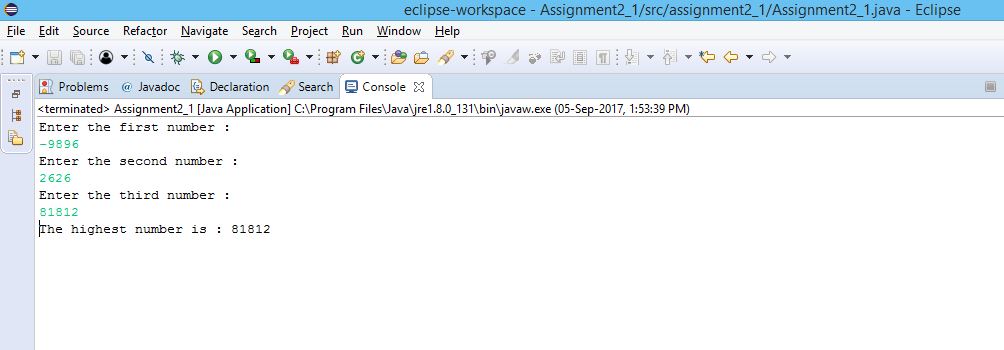 eclipse-workspace - Assignment2_1/src/assignment2_1/Assignment2_1.java - Eclipse
File Edit Source Refactor Navigate Search Project Run Window Help
Problems @ Javadoc Declaration Search Console
<terminated> Assignment2_1 [Java Application] C:\Program Files\Java\jre1.8.0_131\bin\javaw.exe (05-Sep-2017, 1:53:39 PM)
Enter the first number :
-9896
Enter the second number :
2626
Enter the third number :
81812
The highest number is : 81812